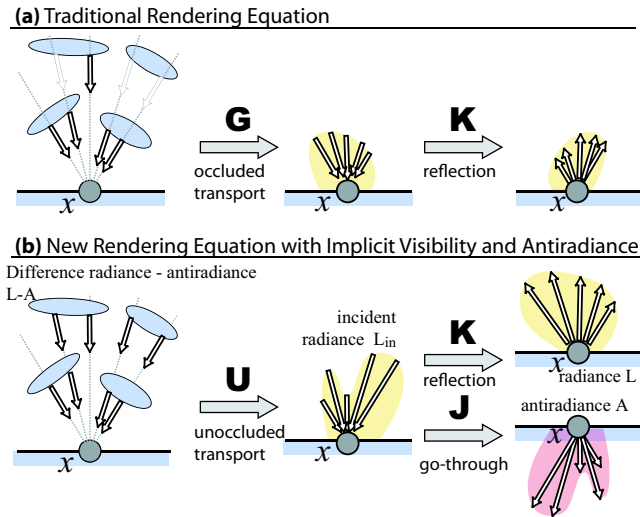 (a) Traditional Rendering Equation
G
occluded
transport
K
reflection
x
x
x
(b) New Rendering Equation with Implicit Visibility and Antiradiance
Difference radiance - antiradiance
L-A
U
unoccluded
transport
incident
radiance Lin
K
reflection
J
go-through
x
x
x
radiance L
antiradiance A
x